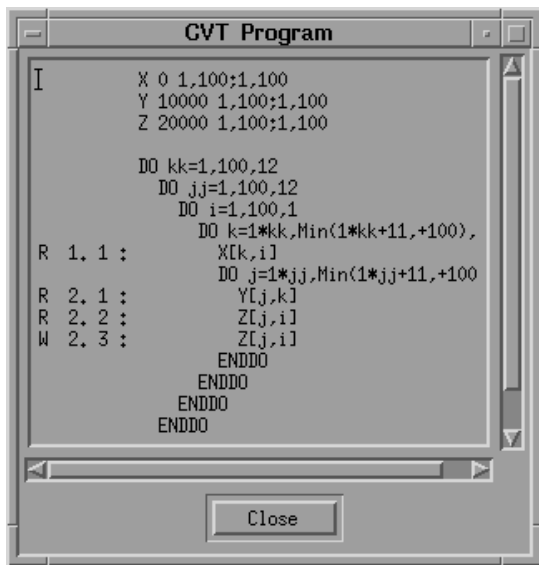 CVT Program
X 0 1,100;1,100
Y 10000 1,100;1,100
Z 20000 1,100;1,100
DO kk=1,100,12
DO jj=1,100,12
DO i=1,100,1
DO k=1*kk,Min(1*kk+11,+100),
R 1. 1 : X[k,i]
DO j=1*jj,Min(1*jj+11,+100
R 2. 1 : Y[j,k]
R 2. 2 : Z[j,i]
W 2. 3 : Z[j,i]
ENDDO
ENDDO
ENDDO
ENDDO
Close